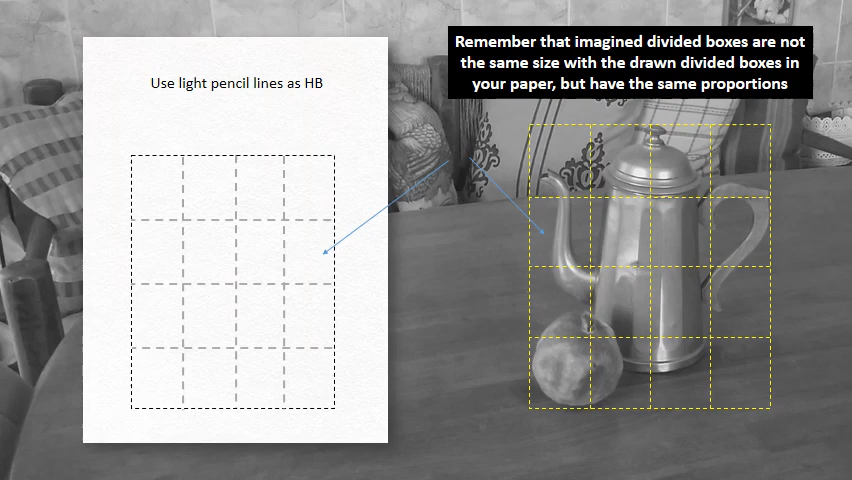 Use light pencil lines as HB
Remember that imagined divided boxes are not
the same size with the drawn divided boxes in
your paper, but have the same proportions